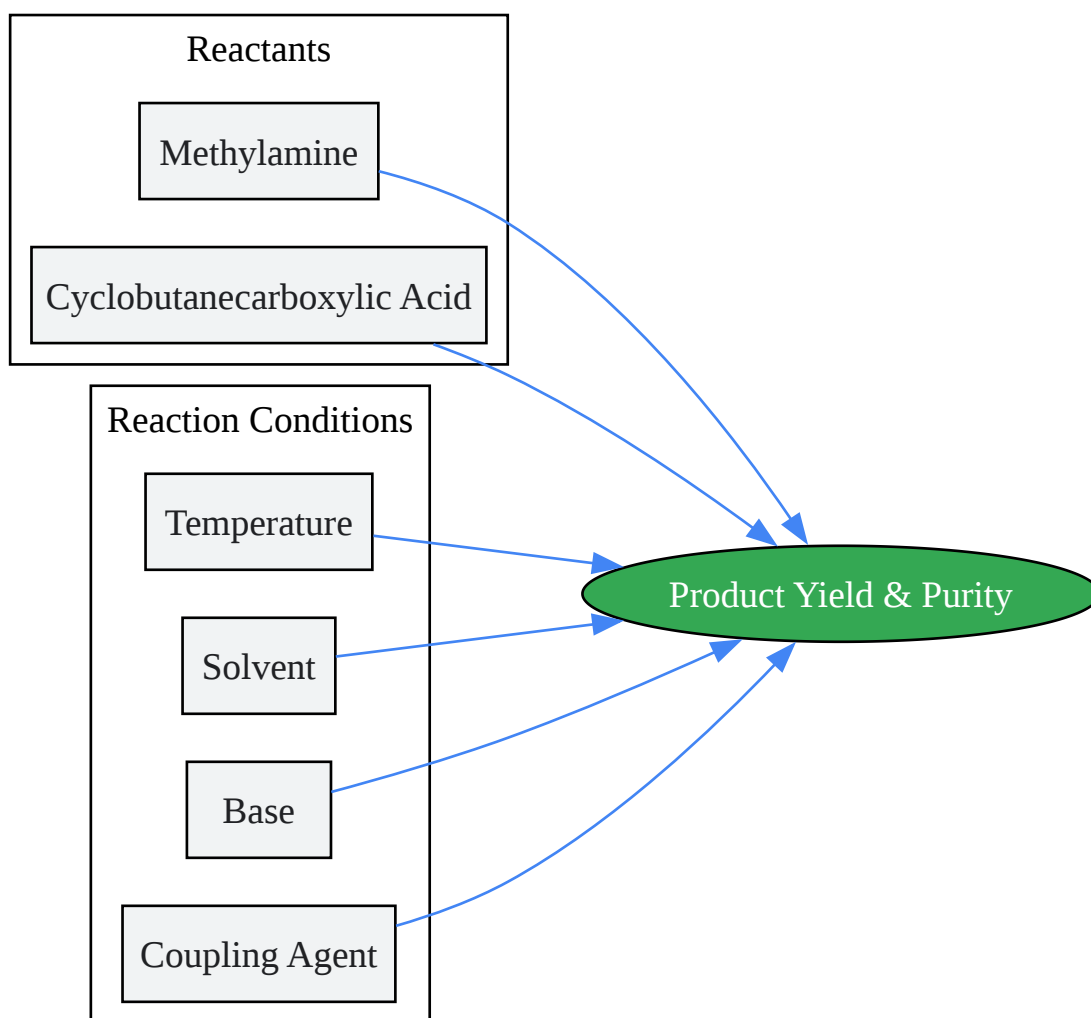 Reactants
Methylamine
Cyclobutanecarboxylic Acid
Reaction Conditions
Temperature
Product Yield & Purity
Solvent
Base
Coupling Agent